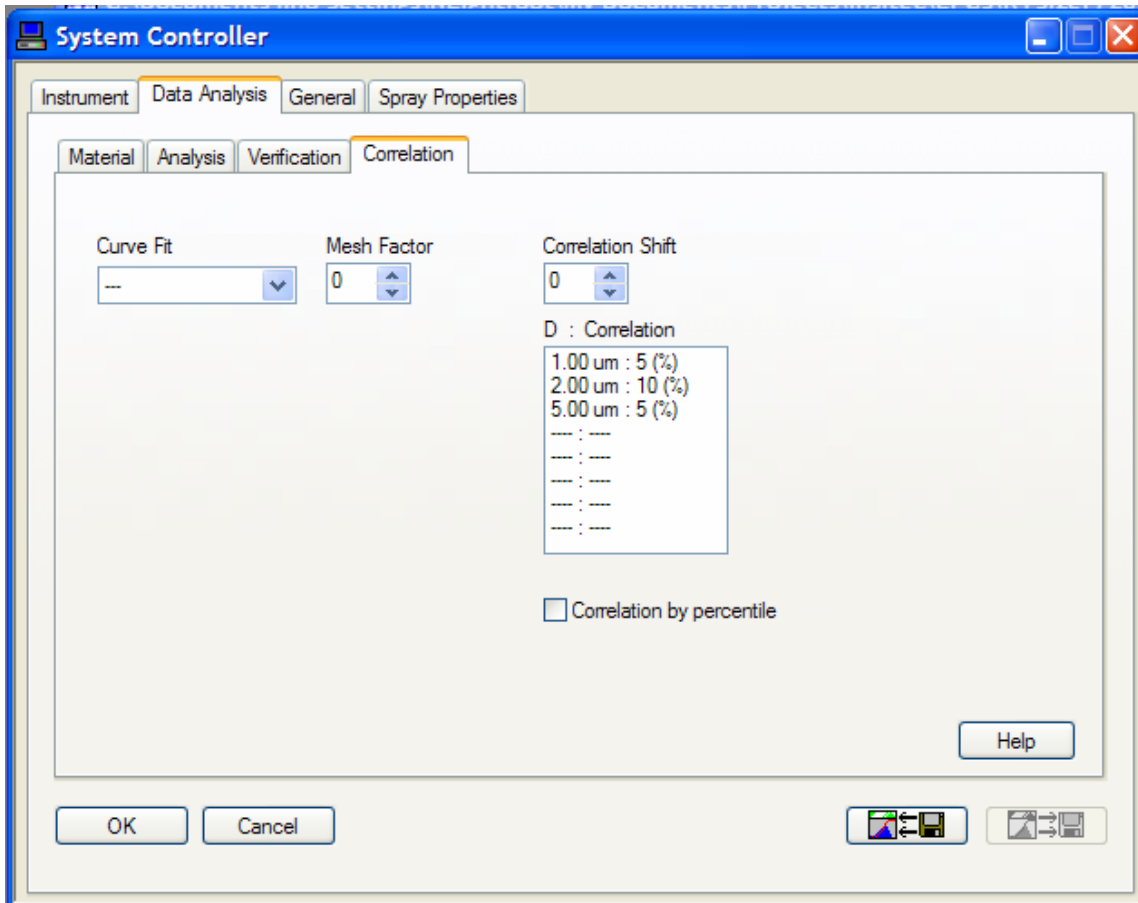 System Controller
Instrument Data Analysis General Spray Properties
Material Analysis Verification Correlation
Curve Fit Mesh Factor Correlation Shift
--- 0 0
D : Correlation
1.00 um : 5 (%)
2.00 um : 10 (%)
5.00 um : 5 (%)
---- : ----
---- : ----
---- : ----
---- : ----
---- : ----
Correlation by percentile
Help
OK Cancel